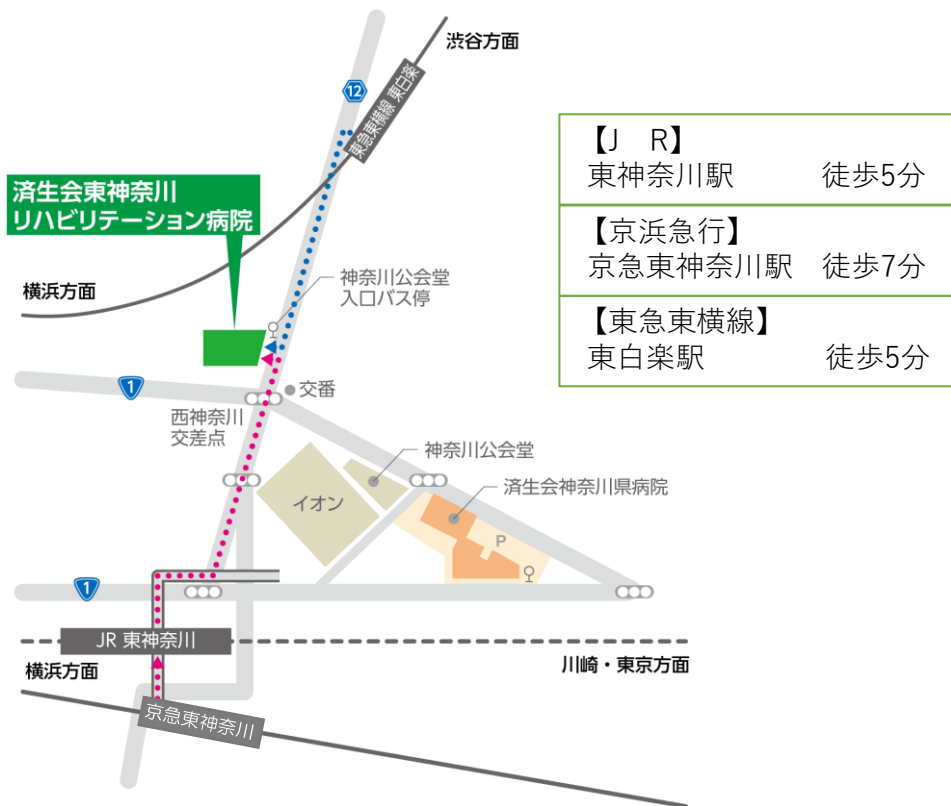 渋谷方面
12
東急東横線 東白楽
済生会東神奈川
リハビリテーション病院
【J　R】
東神奈川駅　徒歩5分
【京浜急行】
京急東神奈川駅　徒歩7分
【東急東横線】
東白楽駅　徒歩5分
横浜方面
神奈川公会堂
入口バス停
1
交番
西神奈川
交差点
神奈川公会堂
イオン
済生会神奈川県病院
P
1
JR 東神奈川
横浜方面
川崎・東京方面
京急東神奈川